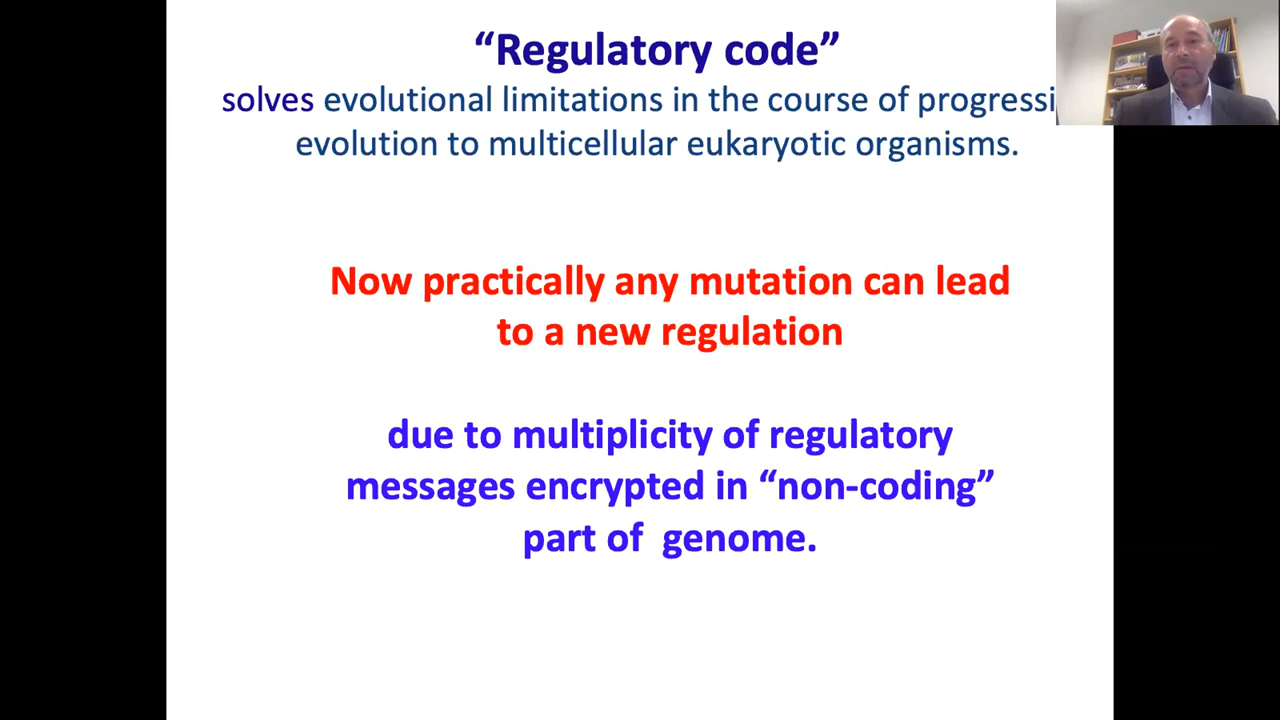 “Regulatory code”
solves evolutional limitations in the course of progressi
evolution to multicellular eukaryotic organisms.
Now practically any mutation can lead
to a new regulation
due to multiplicity of regulatory
messages encrypted in “non-coding”
part of genome.